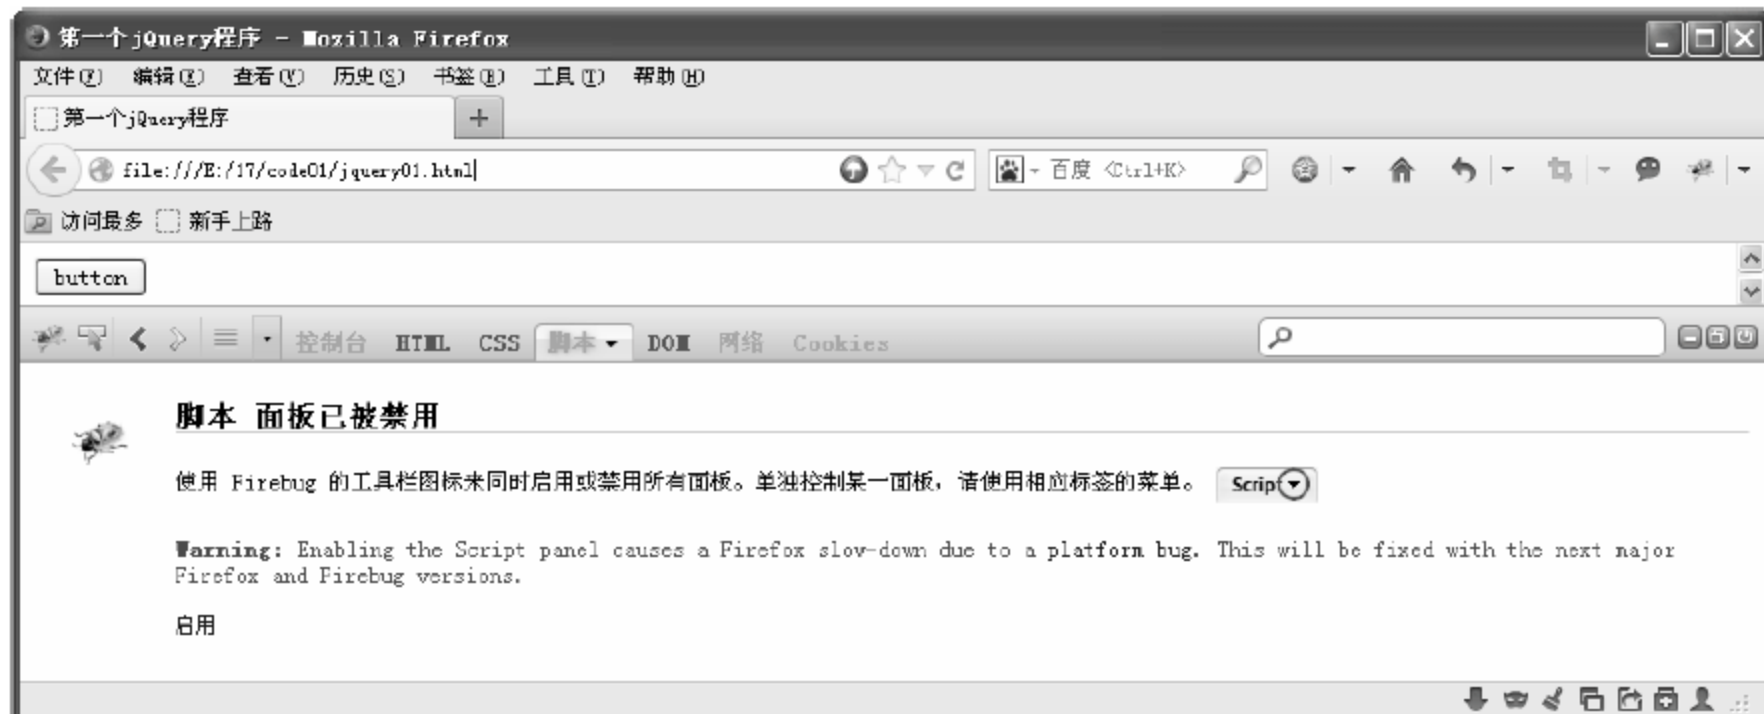 第一个jQuery程序 - Mozilla Firefox
文件(F) 编辑(E) 查看(V) 历史(S) 书签(B) 工具(T) 帮助(H)
第一个jQuery程序 +
file:///E:/17/code01/jquery01.html 百度 <Ctrl+K>
访问最多 新手上路
button
控制台 HTML CSS 脚本 DOM 网络 Cookies
脚本 面板已被禁用
使用 Firebug 的工具栏图标来同时启用或禁用所有面板。单独控制某一面板，请使用相应标签的菜单。 Script
Warning: Enabling the Script panel causes a Firefox slow-down due to a platform bug. This will be fixed with the next major
Firefox and Firebug versions.
启用